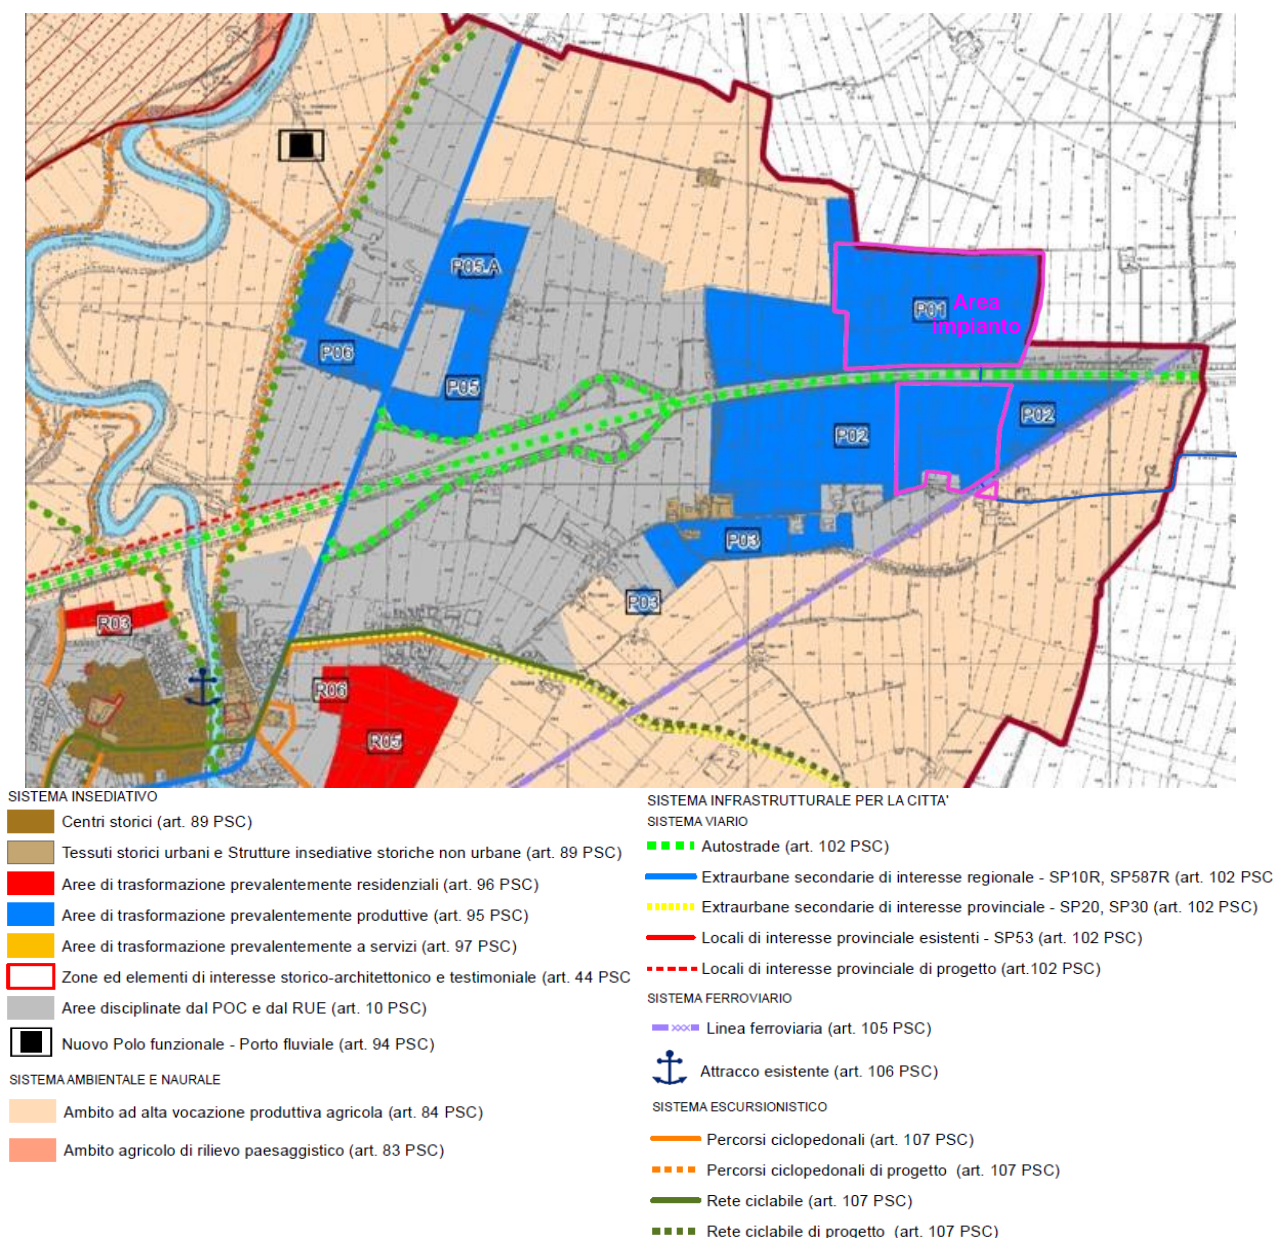 P05.A
P01
Area
impianto
P06
P05
P02
P02
P03
P03
R03
R06
R05
SISTEMA INSEDIATIVO
Centri storici (art. 89 PSC)
Tessuti storici urbani e Strutture insediative storiche non urbane (art. 89 PSC)
Aree di trasformazione prevalentemente residenziali (art. 96 PSC)
Aree di trasformazione prevalentemente produttive (art. 95 PSC)
Aree di trasformazione prevalentemente a servizi (art. 97 PSC)
Zone ed elementi di interesse storico-architettonico e testimoniale (art. 44 PSC
Aree disciplinate dal POC e dal RUE (art. 10 PSC)
Nuovo Polo funzionale - Porto fluviale (art. 94 PSC)
SISTEMA AMBIENTALE E NAURALE
Ambito ad alta vocazione produttiva agricola (art. 84 PSC)
Ambito agricolo di rilievo paesaggistico (art. 83 PSC)
SISTEMA INFRASTRUTTURALE PER LA CITTA'
SISTEMA VIARIO
Autostrade (art. 102 PSC)
Extraurbane secondarie di interesse regionale - SP10R, SP587R (art. 102 PSC
Extraurbane secondarie di interesse provinciale - SP20, SP30 (art. 102 PSC)
Locali di interesse provinciale esistenti - SP53 (art. 102 PSC)
Locali di interesse provinciale di progetto (art.102 PSC)
SISTEMA FERROVIARIO
Linea ferroviaria (art. 105 PSC)
Attracco esistente (art. 106 PSC)
SISTEMA ESCURSIONISTICO
Percorsi ciclopedonali (art. 107 PSC)
Percorsi ciclopedonali di progetto (art. 107 PSC)
Rete ciclabile (art. 107 PSC)
Rete ciclabile di progetto (art. 107 PSC)